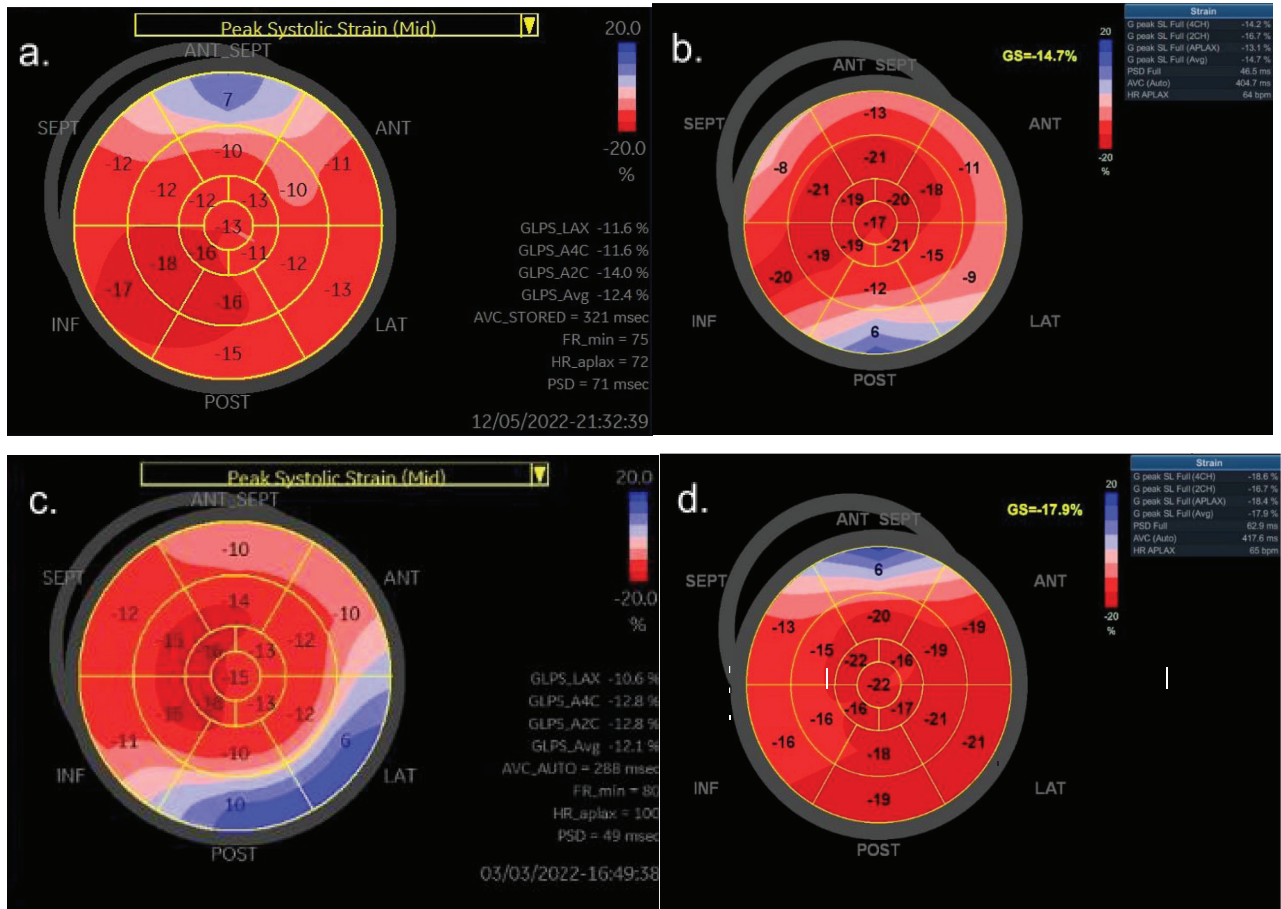 a.
Peak Systolic Strain (Mid)
ANT_SEPT
SEPT
ANT
INF
LAT
POST
7
-12
-10
-11
-12
-10
-12
-13
-13
-16
-11
-18
-12
-17
-13
-16
-15
20.0
-20.0
%
GLPS_LAX -11.6 %
GLPS_A4C -11.6 %
GLPS_A2C -14.0 %
GLPS_Avg -12.4 %
AVC_STORED = 321 msec
FR_min = 75
HR_aplax = 72
PSD = 71 msec
12/05/2022-21:32:39
b.
GS=-14.7%
ANT SEPT
SEPT
ANT
INF
LAT
POST
-13
-8
-21
-11
-21
-18
-19
-20
-17
-19
-21
-19
-15
-20
-9
-12
6
20
-20
%
Strain
G peak SL Full (4CH) -14.2 %
G peak SL Full (2CH) -16.7 %
G peak SL Full (APLAX) -13.1 %
G peak SL Full (Avg) -14.7 %
PSD Full 46.5 ms
AVC (Auto) 404.7 ms
HR APLAX 64 bpm
c.
Peak Systolic Strain (Mid)
ANT_SEPT
SEPT
ANT
INF
LAT
POST
-10
-12
14
-10
-12
-13
-15
-13
-12
-11
6
-10
10
20.0
-20.0
%
GLPS_LAX -10.6 %
GLPS_A4C -12.8 %
GLPS_A2C -12.8 %
GLPS_Avg -12.1 %
AVC_AUTO = 288 msec
FR_min = 80
HR_aplax = 100
PSD = 49 msec
03/03/2022-16:49:38
d.
GS=-17.9%
ANT SEPT
SEPT
ANT
INF
LAT
POST
6
-13
-20
-19
-15
-19
-22
-16
-22
-16
-17
-16
-21
-16
-21
-18
-19
20
-20
%
Strain
G peak SL Full (4CH) -18.6 %
G peak SL Full (2CH) -16.7 %
G peak SL Full (APLAX) -18.4 %
G peak SL Full (Avg) -17.9 %
PSD Full 62.9 ms
AVC (Auto) 417.6 ms
HR APLAX 65 bpm